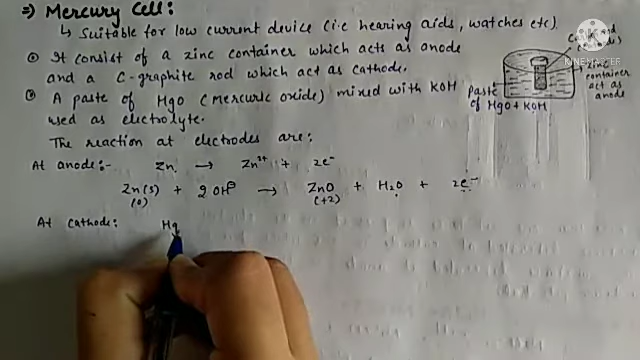 ⇒ Mercury Cell:
↳ Suitable for low current device (i.e hearing aids, watches etc)
It consist of a zinc container which acts as anode
and a C-graphite rod which act as cathode.
A paste of HgO (Mercuric oxide) mixed with KOH
used as electrolyte.
The reaction at electrodes are:
At anode:- Zn → Zn²⁺ + 2e⁻
Zn(s) + 2OH⊖ → ZnO + H₂O + 2e⁻
(0) (+2)
At cathode: Hg
container
act as
anode
Paste
of HgO + KOH
K
KINEMASTER